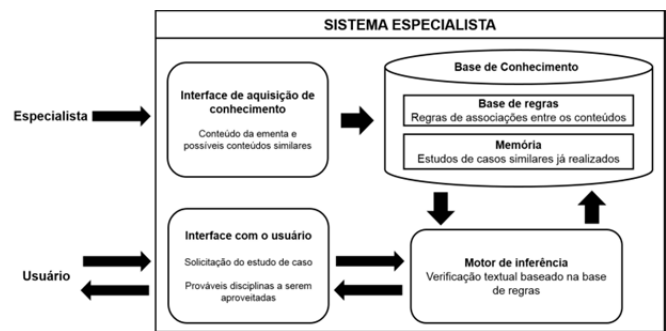 SISTEMA ESPECIALISTA
Especialista
Interface de aquisição de
conhecimento
Conteúdo da ementa e
possíveis conteúdos similares
Base de Conhecimento
Base de regras
Regras de associações entre os conteúdos
Memória
Estudos de casos similares já realizados
Usuário
Interface com o usuário
Solicitação do estudo de caso
Prováveis disciplinas a serem
aproveitadas
Motor de inferência
Verificação textual baseado na base
de regras